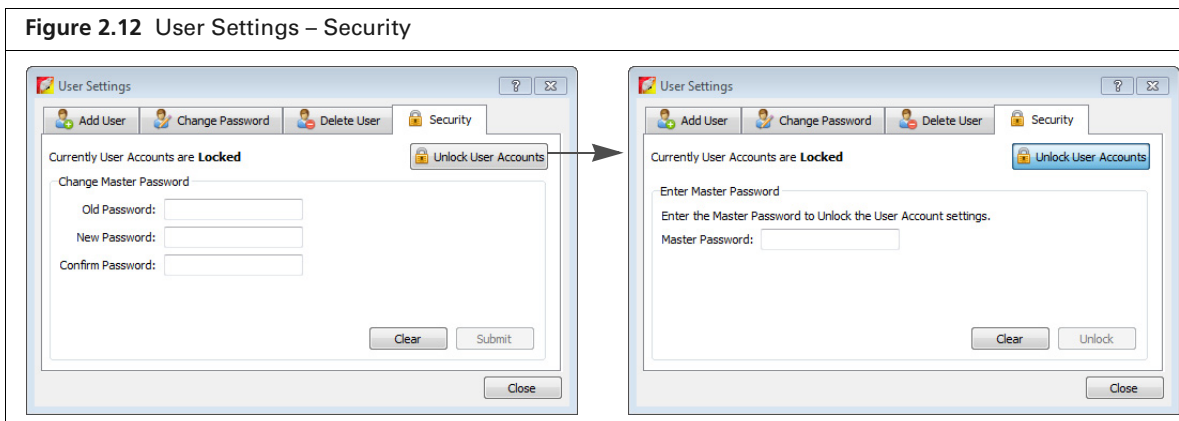 Figure 2.12 User Settings – Security
User Settings
Add User Change Password Delete User Security
Currently User Accounts are Locked Unlock User Accounts
Change Master Password
Old Password:
New Password:
Confirm Password:
Clear Submit
Close
User Settings
Add User Change Password Delete User Security
Currently User Accounts are Locked Unlock User Accounts
Enter Master Password
Enter the Master Password to Unlock the User Account settings.
Master Password:
Clear Unlock
Close